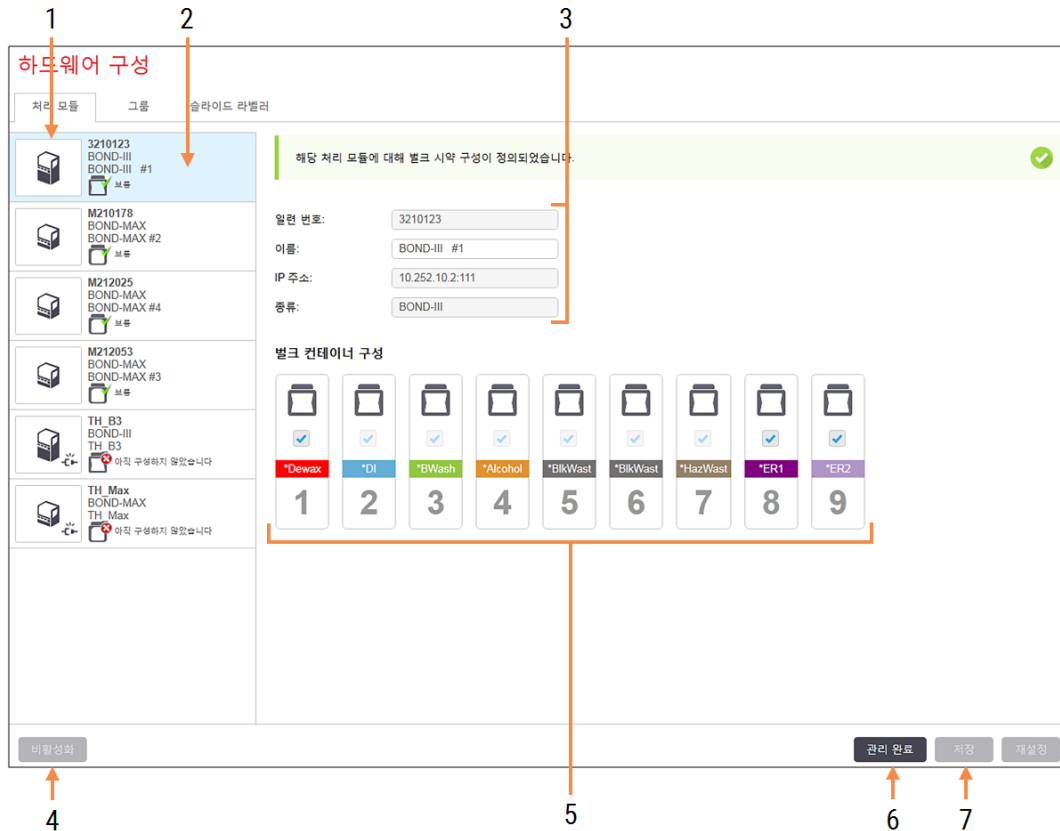 1
2
3
하드웨어 구성
처리 모듈
그룹
슬라이드 라벨러
3210123
BOND-III
BOND-III #1
보통
M210178
BOND-MAX
BOND-MAX #2
보통
M212025
BOND-MAX
BOND-MAX #4
보통
M212053
BOND-MAX
BOND-MAX #3
보통
TH_B3
BOND-III
TH_B3
아직 구성하지 않았습니다
TH_Max
BOND-MAX
TH_Max
아직 구성하지 않았습니다
해당 처리 모듈에 대해 벌크 시약 구성이 정의되었습니다.
일련 번호: 3210123
이름: BOND-III #1
IP 주소: 10.252.10.2:111
종류: BOND-III
벌크 컨테이너 구성
*Dewax *DI *BWash *Alcohol *BlkWast *BlkWast *HazWast *ER1 *ER2
1 2 3 4 5 6 7 8 9
비활성화
관리 완료
저장
재설정
4
5
6
7